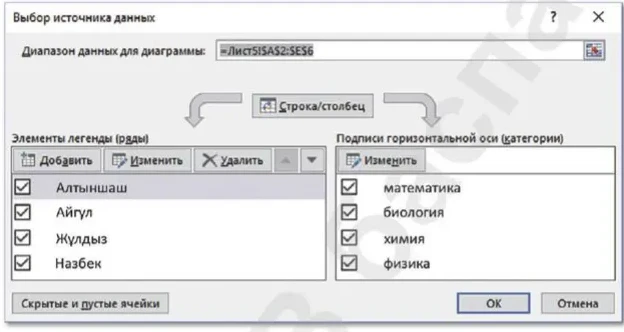 Выбор источника данных
?
Диапазон данных для диаграммы:
=Лист5!$A$2:$E$6
Строка/столбец
Элементы легенды (ряды)
Добавить
Изменить
Удалить
Алтыншаш
Айгул
Жұлдыз
Назбек
Подписи горизонтальной оси (категории)
Изменить
математика
биология
химия
физика
Скрытые и пустые ячейки
ОК
Отмена